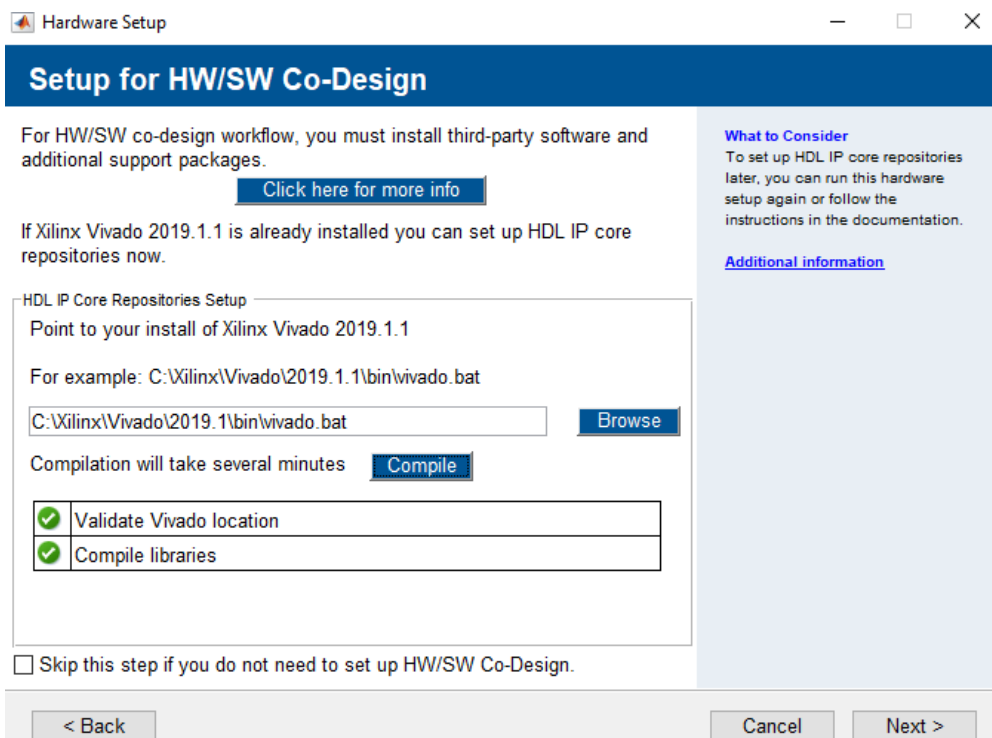 Hardware Setup
Setup for HW/SW Co-Design
For HW/SW co-design workflow, you must install third-party software and
additional support packages.
Click here for more info
If Xilinx Vivado 2019.1.1 is already installed you can set up HDL IP core
repositories now.
HDL IP Core Repositories Setup
Point to your install of Xilinx Vivado 2019.1.1
For example: C:\Xilinx\Vivado\2019.1.1\bin\vivado.bat
C:\Xilinx\Vivado\2019.1\bin\vivado.bat
Browse
Compilation will take several minutes
Compile
Validate Vivado location
Compile libraries
Skip this step if you do not need to set up HW/SW Co-Design.
What to Consider
To set up HDL IP core repositories
later, you can run this hardware
setup again or follow the
instructions in the documentation.
Additional information
< Back
Cancel
Next >